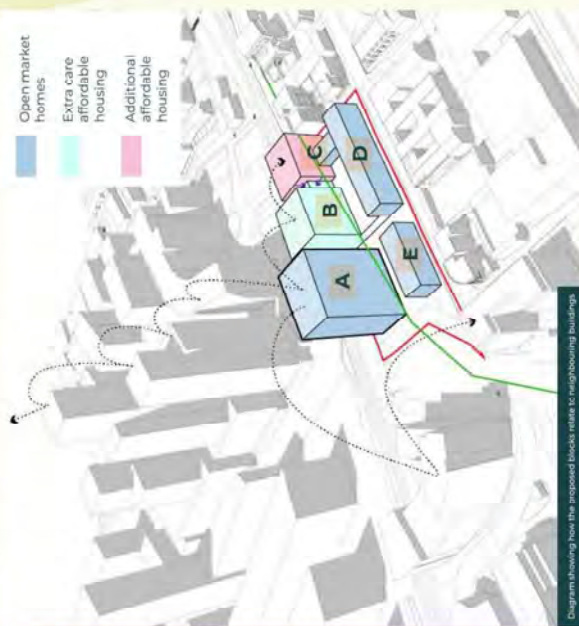 Open market
homes
Extra care
affordable
housing
Additional
affordable
housing
A
B
C
D
E
Diagram showing how the proposed blocks relate to neighbouring buildings